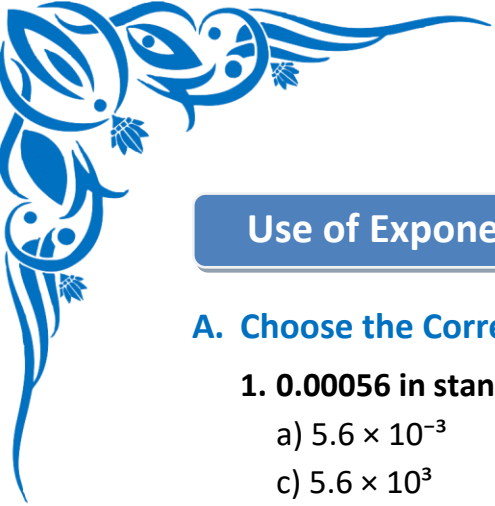 Use of Expone
A. Choose the Corre
1. 0.00056 in stan
a) 5.6 × 10⁻³
c) 5.6 × 10³